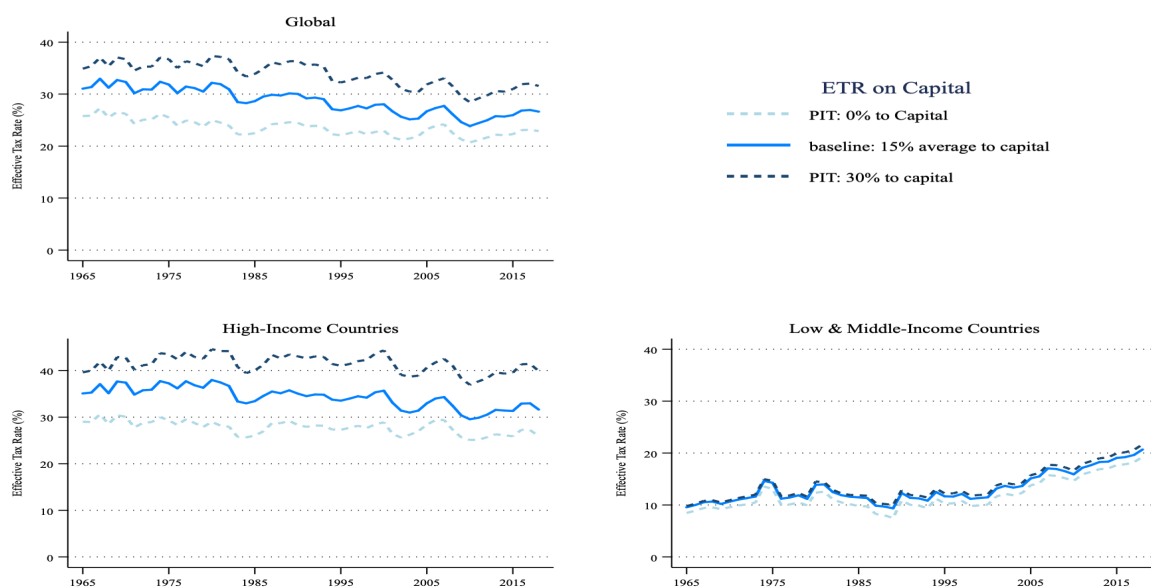 Global
Effective Tax Rate (%)
40
30
20
10
0
1965 1975 1985 1995 2005 2015
ETR on Capital
PIT: 0% to Capital
baseline: 15% average to capital
PIT: 30% to capital
High-Income Countries
Effective Tax Rate (%)
40
30
20
10
0
1965 1975 1985 1995 2005 2015
Low & Middle-Income Countries
Effective Tax Rate (%)
40
30
20
10
0
1965 1975 1985 1995 2005 2015